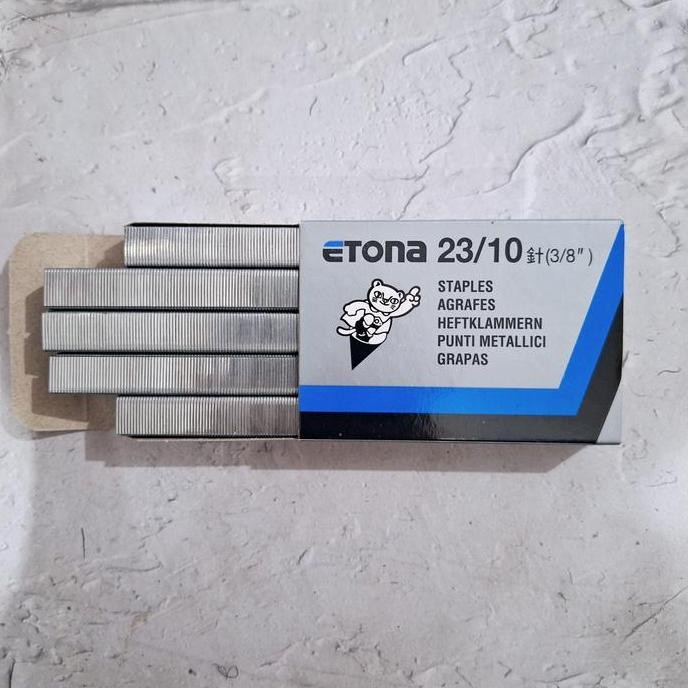 ETONA 23/10 針(3/8")
STAPLES
AGRAFES
HEFTKLAMMERN
PUNTI METALLICI
GRAPAS